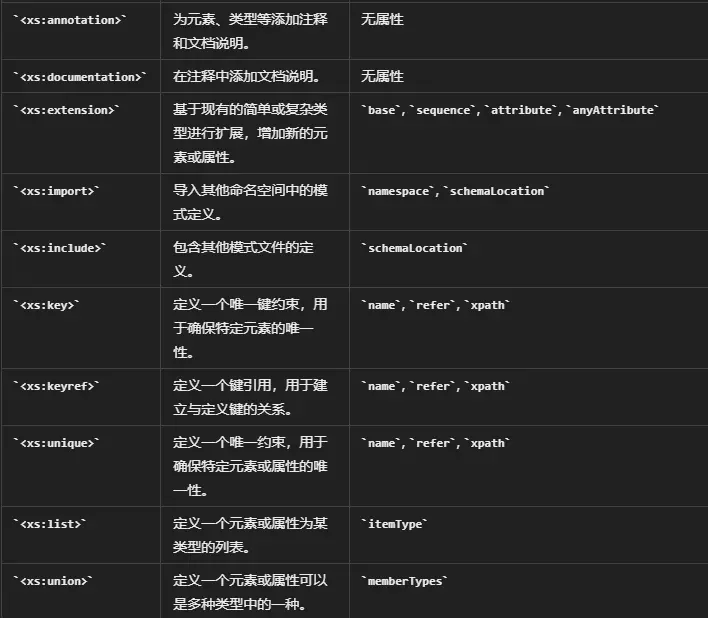 `<xs:annotation>` 为元素、类型等添加注释 无属性
和文档说明。
`<xs:documentation>` 在注释中添加文档说明。 无属性
`<xs:extension>` 基于现有的简单或复杂类 `base`,`sequence`,`attribute`,`anyAttribute`
型进行扩展，增加新的元
素或属性。
`<xs:import>` 导入其他命名空间中的模 `namespace`,`schemaLocation`
式定义。
`<xs:include>` 包含其他模式文件的定 `schemaLocation`
义。
`<xs:key>` 定义一个唯一键约束，用 `name`,`refer`,`xpath`
于确保特定元素的唯一
性。
`<xs:keyref>` 定义一个键引用，用于建 `name`,`refer`,`xpath`
立与定义键的关系。
`<xs:unique>` 定义一个唯一约束，用于 `name`,`refer`,`xpath`
确保特定元素或属性的唯
一性。
`<xs:list>` 定义一个元素或属性为某 `itemType`
类型的列表。
`<xs:union>` 定义一个元素或属性可以 `memberTypes`
是多种类型中的一种。